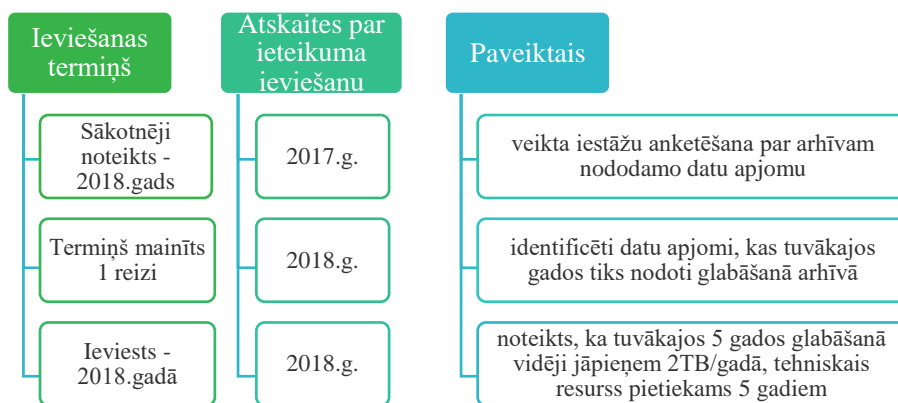 Ieviešanas
termiņš
Sākotnēji
noteikts -
2018.gads
Termiņš mainīts
1 reizi
Ieviests -
2018.gadā
Atskaites par
ieteikuma
ieviešanu
2017.g.
2018.g.
2018.g.
Paveiktais
veikta iestāžu anketēšana par arhīvam
nododamo datu apjomu
identificēti datu apjomi, kas tuvākajos
gados tiks nodoti glabāšanā arhīvā
noteikts, ka tuvākajos 5 gados glabāšanā
vidēji jāpieņem 2TB/gadā, tehniskais
resurss pietiekams 5 gadiem